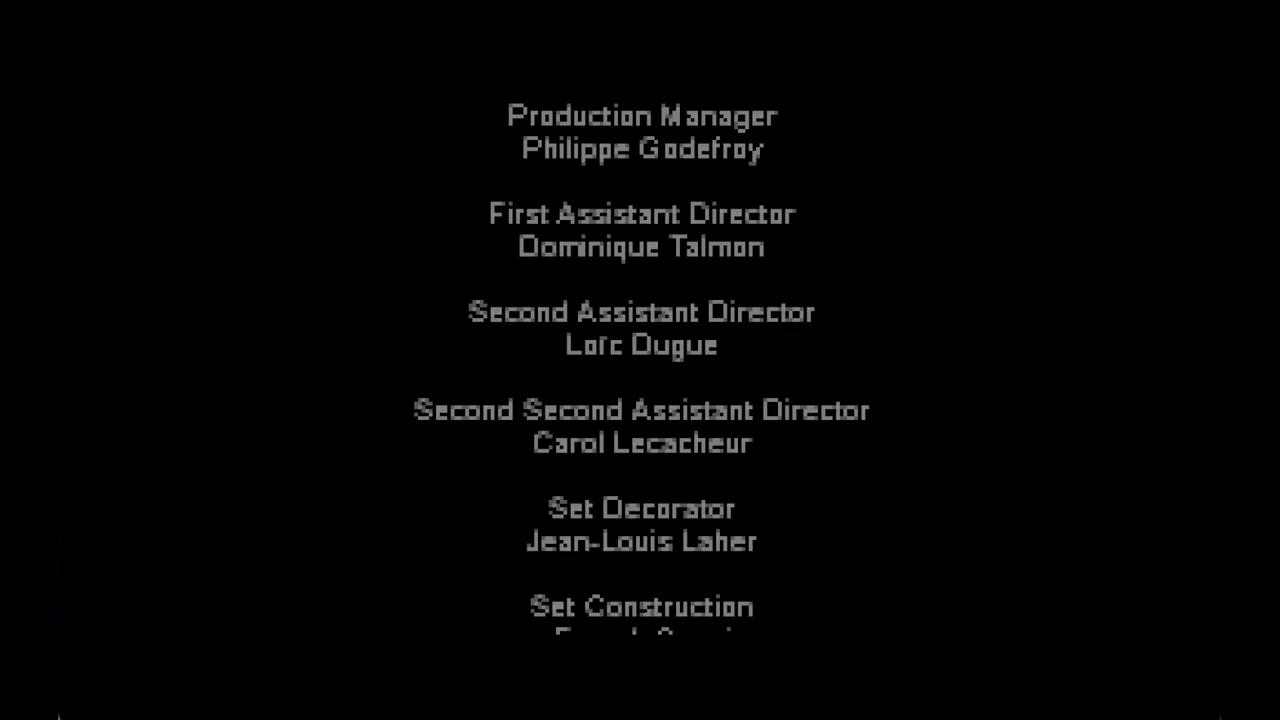 Production Manager
Philippe Godefroy
First Assistant Director
Dominique Talmon
Second Assistant Director
Loïc Dugue
Second Second Assistant Director
Carol Lecacheur
Set Decorator
Jean-Louis Laher
Set Construction